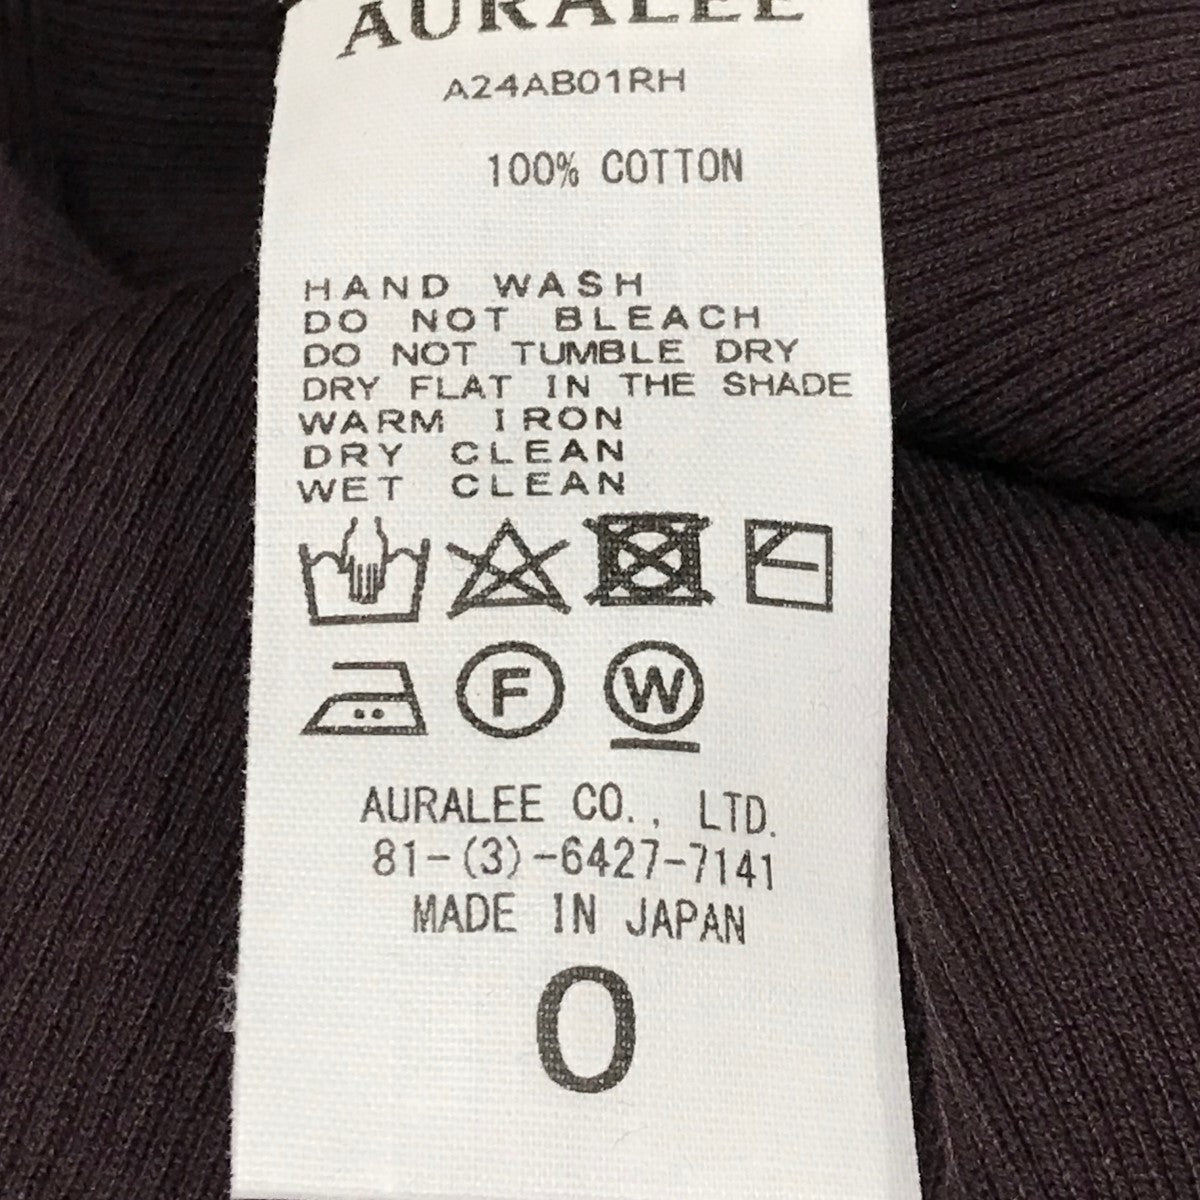 AURALEE
A24AB01RH
100% COTTON
HAND WASH
DO NOT BLEACH
DO NOT TUMBLE DRY
DRY FLAT IN THE SHADE
WARM IRON
DRY CLEAN
WET CLEAN
F W
AURALEE CO., LTD.
81-(3)-6427-7141
MADE IN JAPAN
0